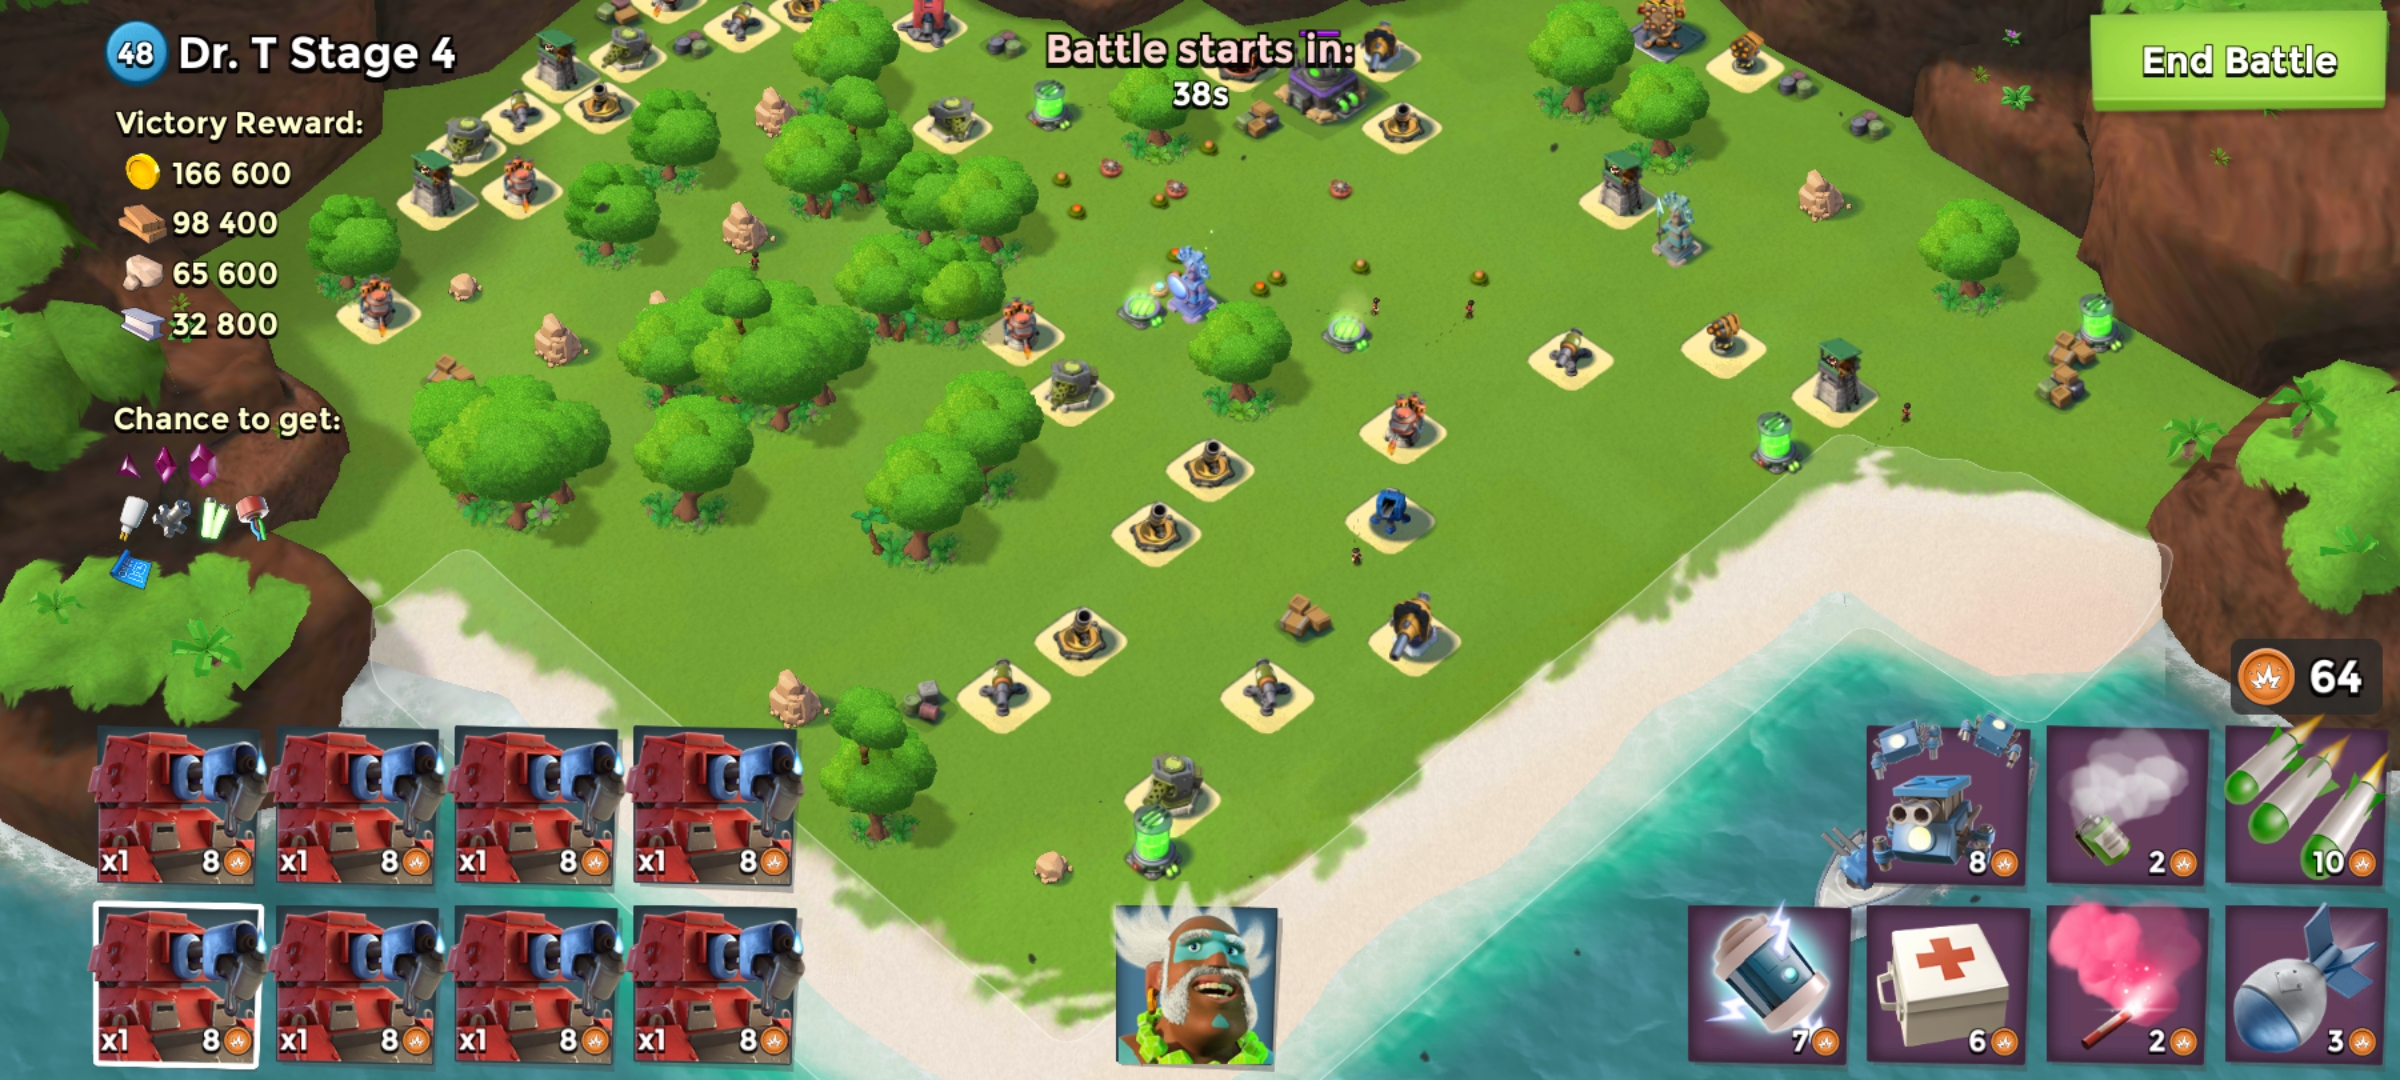 48 Dr. T Stage 4
Battle starts in:
38s
End Battle
Victory Reward:
166 600
98 400
65 600
32 800
Chance to get:
64
x1 8
x1 8
x1 8
x1 8
8
2
10
x1 8
x1 8
x1 8
x1 8
7
6
2
3